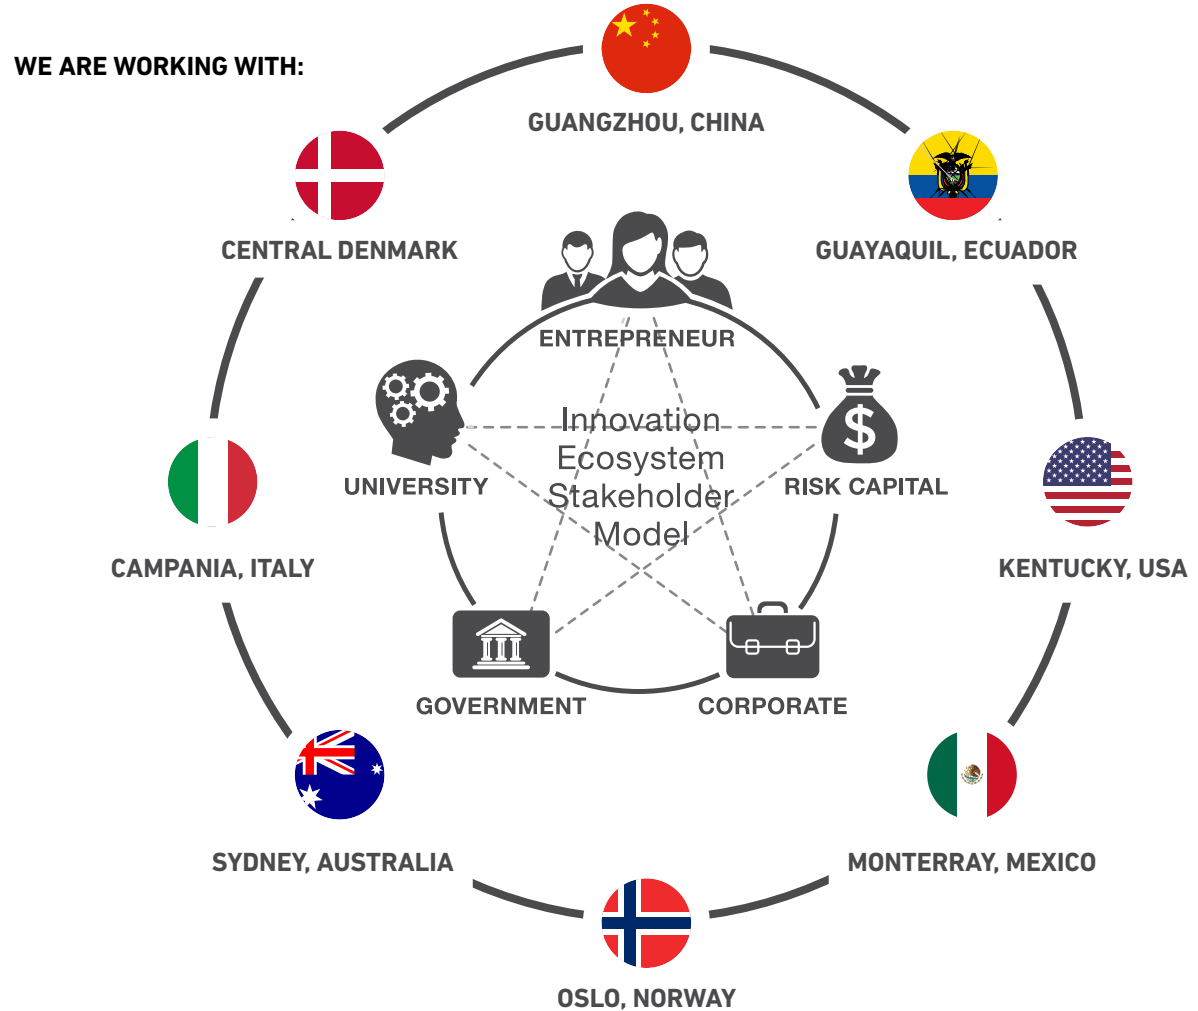 WE ARE WORKING WITH:
GUANGZHOU, CHINA
CENTRAL DENMARK
GUAYAQUIL, ECUADOR
ENTREPRENEUR
Innovation
Ecosystem
Stakeholder
Model
UNIVERSITY
$
RISK CAPITAL
CAMPANIA, ITALY
KENTUCKY, USA
GOVERNMENT
CORPORATE
SYDNEY, AUSTRALIA
MONTERRAY, MEXICO
OSLO, NORWAY